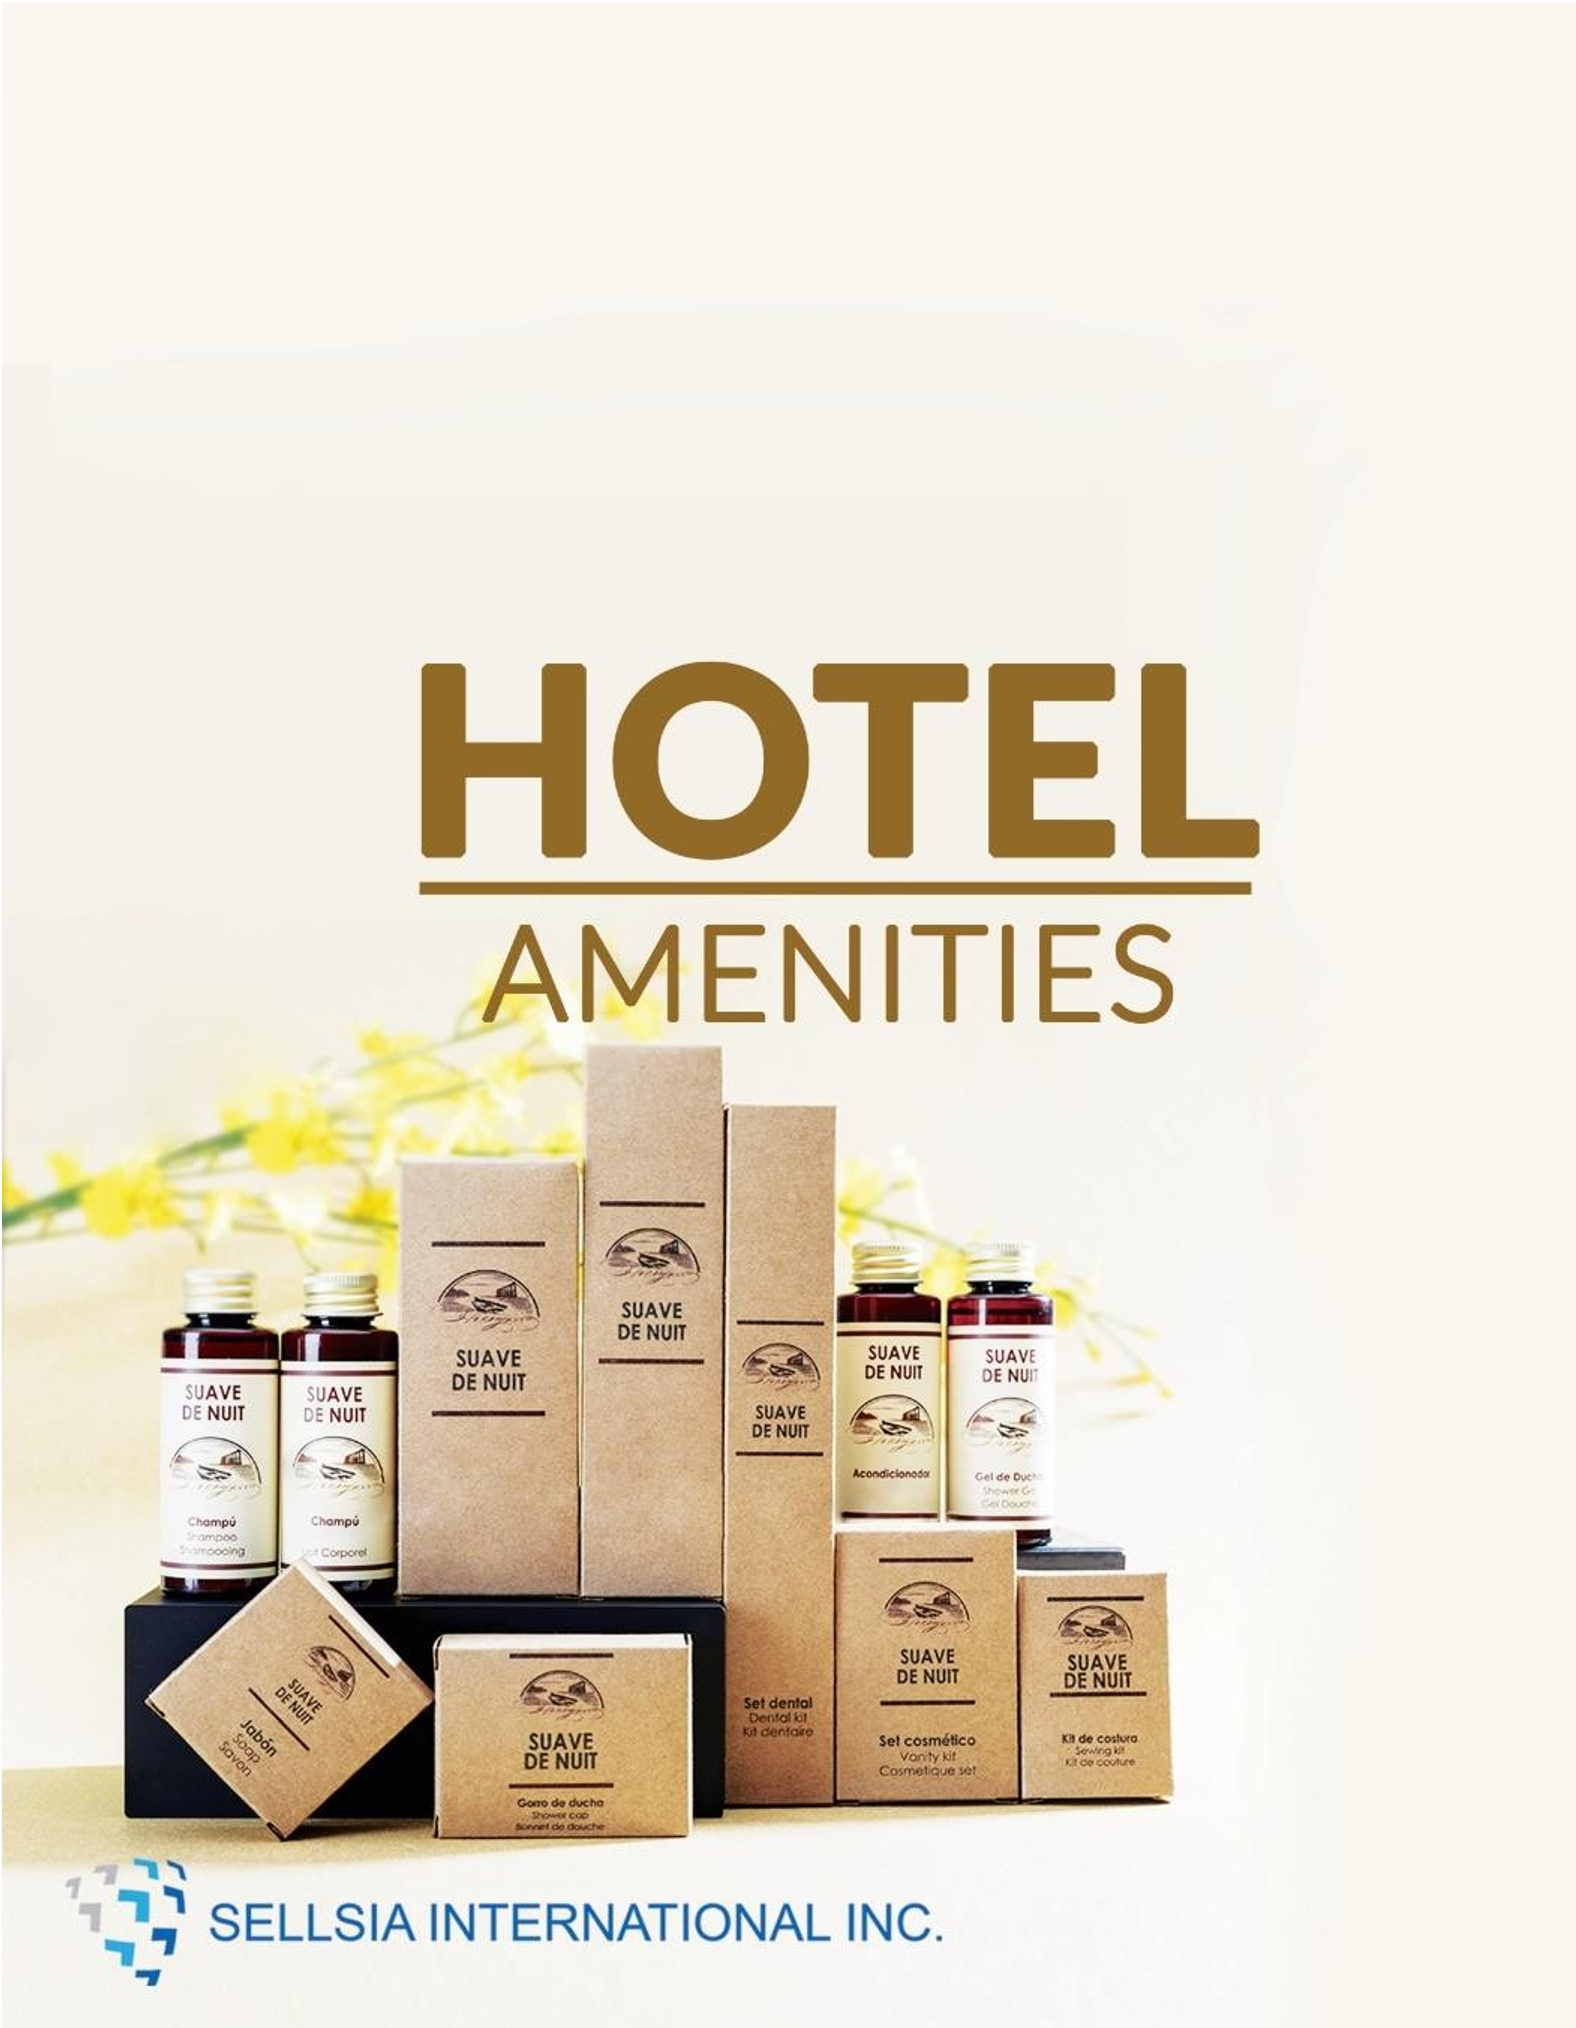 HOTEL
AMENITIES
SUAVE
DE NUIT
SUAVE
DE NUIT
SUAVE
DE NUIT
SUAVE
DE NUIT
Acondicionador
SUAVE
DE NUIT
Gel de Ducha
Shower Gel
Gel Douche
SUAVE
DE NUIT
Champú
Shampoo
Shampooing
SUAVE
DE NUIT
Champú
Lait Corporel
Set dental
Dental kit
Kit dentaire
SUAVE
DE NUIT
Jabón
Soap
Savon
SUAVE
DE NUIT
Gorro de ducha
Shower cap
Bonnet de douche
SUAVE
DE NUIT
Set cosmético
Vanity kit
Cosmetique set
SUAVE
DE NUIT
Kit de costura
Sewing kit
Kit de couture
SELLSIA INTERNATIONAL INC.